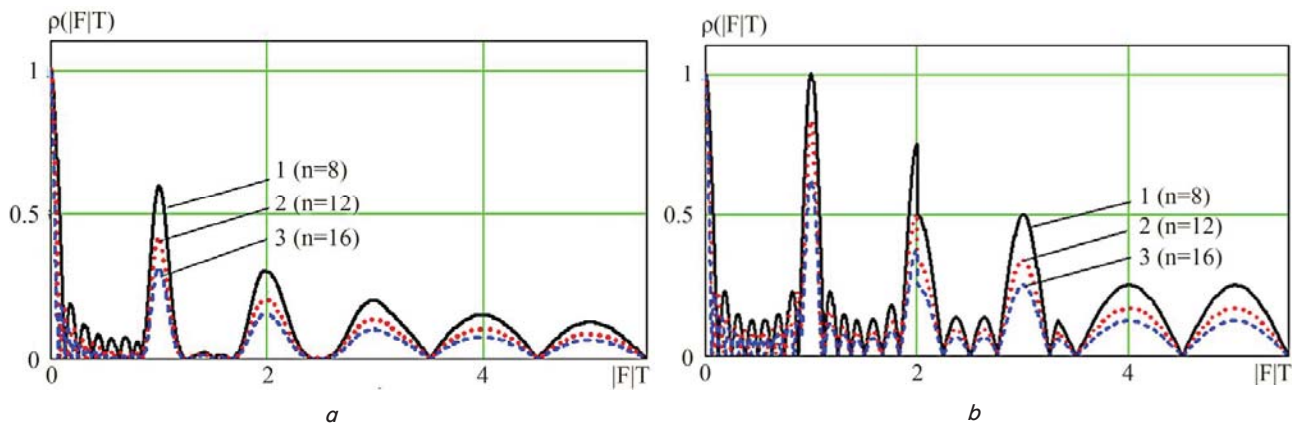 ρ(|F|T)
1
1 (n=8)
2 (n=12)
0.5
3 (n=16)
0
0 2 4 |F|T
a
ρ(|F|T)
1
0.5
1 (n=8)
2 (n=12)
3 (n=16)
0
0 2 4 |F|T
b